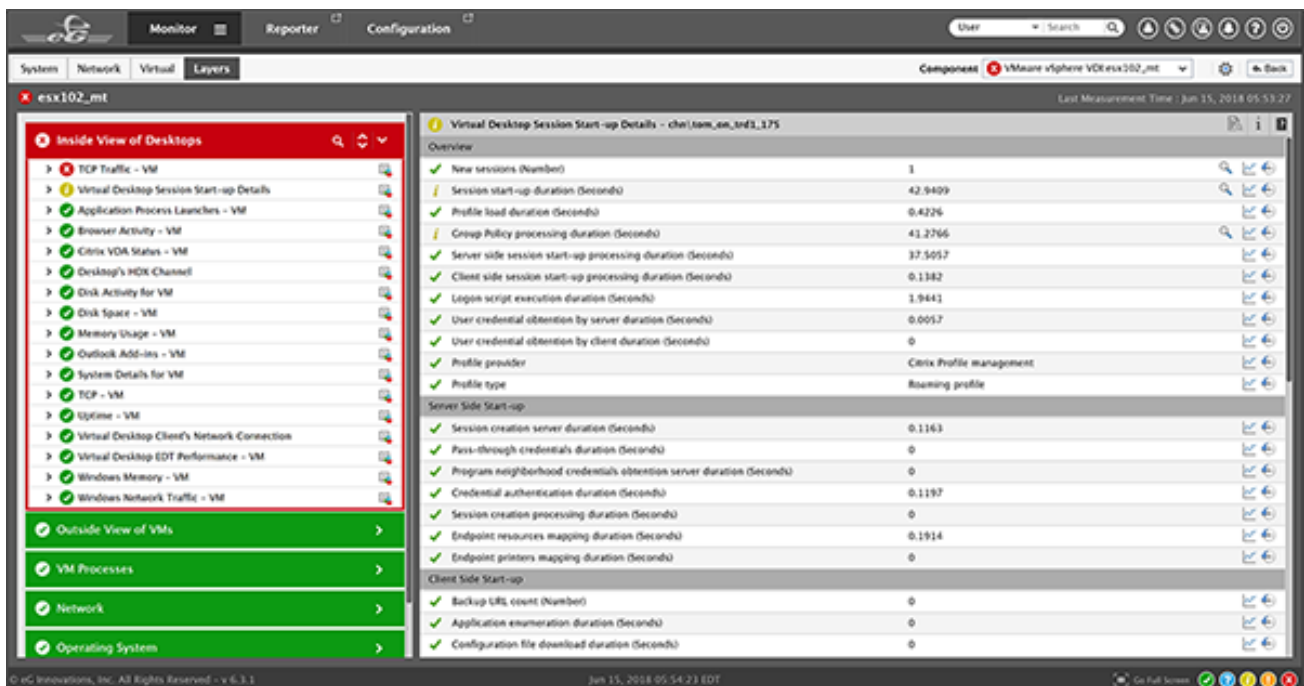 eG
Monitor
Reporter
Configuration
User
Search
System
Network
Virtual
Layers
Component
VMware vSphere VDI:esx102_mt
Back
esx102_mt
Last Measurement Time : Jun 15, 2018 05:53:27
Inside View of Desktops
TCP Traffic - VM
Virtual Desktop Session Start-up Details
Application Process Launches - VM
Browser Activity - VM
Citrix VDA Status - VM
Desktop's HDX Channel
Disk Activity for VM
Disk Space - VM
Memory Usage - VM
Outlook Add-ins - VM
System Details for VM
TCP - VM
Uptime - VM
Virtual Desktop Client's Network Connection
Virtual Desktop EDT Performance - VM
Windows Memory - VM
Windows Network Traffic - VM
Outside View of VMs
VM Processes
Network
Operating System
Virtual Desktop Session Start-up Details - chn\tom_on_trd1_175
Overview
New sessions (Number) 1
Session start-up duration (Seconds) 42.9409
Profile load duration (Seconds) 0.4226
Group Policy processing duration (Seconds) 41.2766
Server side session start-up processing duration (Seconds) 37.5057
Client side session start-up processing duration (Seconds) 0.1382
Logon script execution duration (Seconds) 1.9441
User credential obtention by server duration (Seconds) 0.0057
User credential obtention by client duration (Seconds) 0
Profile provider Citrix Profile management
Profile type Roaming profile
Server Side Start-up
Session creation server duration (Seconds) 0.1163
Pass-through credentials duration (Seconds) 0
Program neighborhood credentials obtention server duration (Seconds) 0
Credential authentication duration (Seconds) 0.1197
Session creation processing duration (Seconds) 0
Endpoint resources mapping duration (Seconds) 0.1914
Endpoint printers mapping duration (Seconds) 0
Client Side Start-up
Backup URL count (Number) 0
Application enumeration duration (Seconds) 0
Configuration file download duration (Seconds) 0
© eG Innovations, Inc. All Rights Reserved - v 6.3.1
Jun 15, 2018 05:54:23 EDT
Go Full Screen